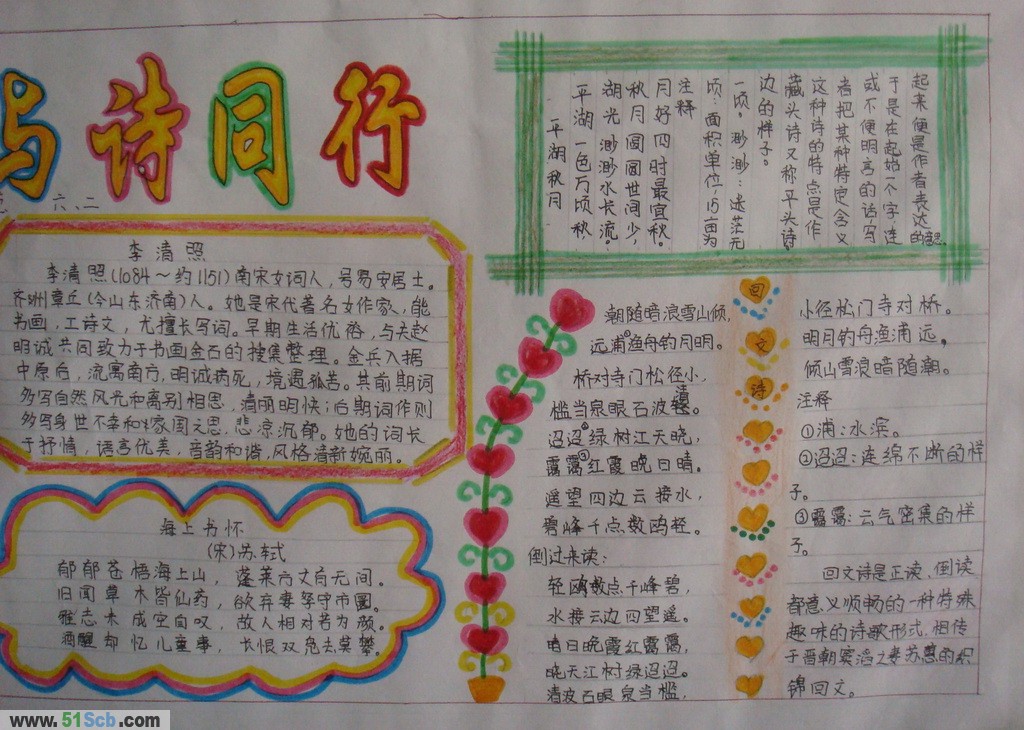 与诗同行
六、二
李清照
李清照(1084～约1151)南宋女词人,号易安居士。
齐州章丘(今山东济南)人。她是宋代著名女作家,能
书画,工诗文,尤擅长写词。早期生活优裕,与夫赵
明诚共同致力于书画金石的搜集整理。金兵入据
中原后,流寓南方,明诚病死,境遇孤苦。其前期词
多写自然风光和离别相思,清丽明快;后期词作则
多写身世不幸和家国之思,悲凉沉郁。她的词长
于抒情,语言优美,音韵和谐,风格清新婉丽。
海上书怀
(宋)苏轼
郁郁苍梧海上山,蓬莱方丈有无间。
旧闻草木皆仙药,欲弃妻孥守市圜。
雅志未成空自叹,故人相对若为颜。
酒醒却忆儿童事,长恨双凫去莫攀。
起来便是作者表达的意思。
于是在起始一个字连
或不便明言的话,写
者把某种特定含义
这种诗的特点是作
藏头诗又称平头诗
边的样子。
一顷。渺渺:迷茫无
顷:面积单位,15亩为
注释
月好四时最宜秋。
秋月圆圆世间少,
湖光渺渺水长流。
平湖一色万顷秋
平湖秋月
回文诗
朝随暗浪雪山倾,
远浦①渔舟钓月明。
桥对寺门松径小,
槛当泉眼石波清。
迢迢②绿树江天晓,
霭霭③红霞晚日晴。
遥望四边云接水,
碧峰千点数鸥轻。
倒过来读:
轻鸥数点千峰碧,
水接云边四望遥。
晴日晚霞红霭霭,
晓天江树绿迢迢。
清波石眼泉当槛,
小径松门寺对桥。
明月钓舟渔浦远,
倾山雪浪暗随潮。
注释
①浦:水滨。
②迢迢:连绵不断的样
子。
③霭霭:云气密集的样
子。
回文诗是正读、倒读
都意义顺畅的一种特殊
趣味的诗歌形式,相传
于晋朝窦滔之妻苏蕙的织
锦回文。
www.51Scb.com